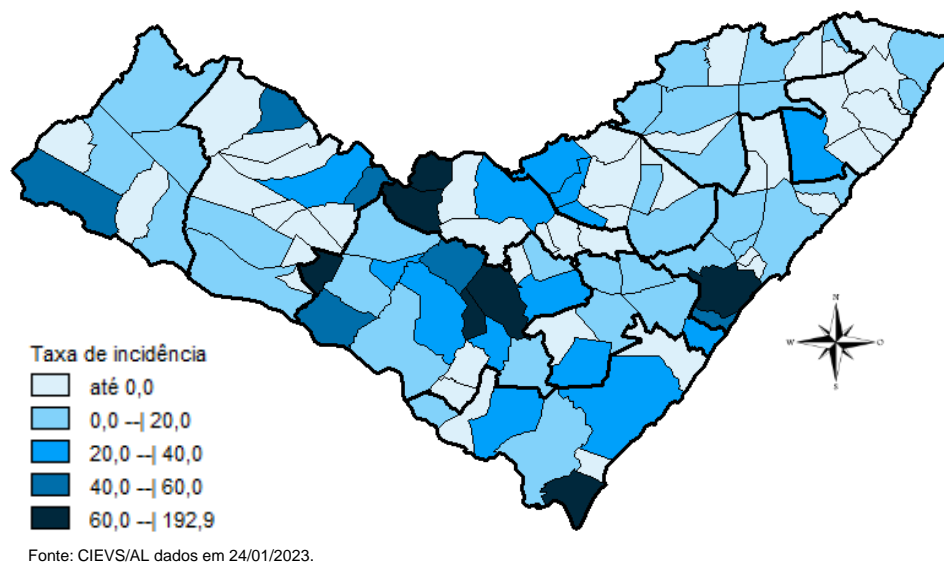 N
W
O
S
Taxa de incidência
até 0,0
0,0 --| 20,0
20,0 --| 40,0
40,0 --| 60,0
60,0 --| 192,9
Fonte: CIEVS/AL dados em 24/01/2023.